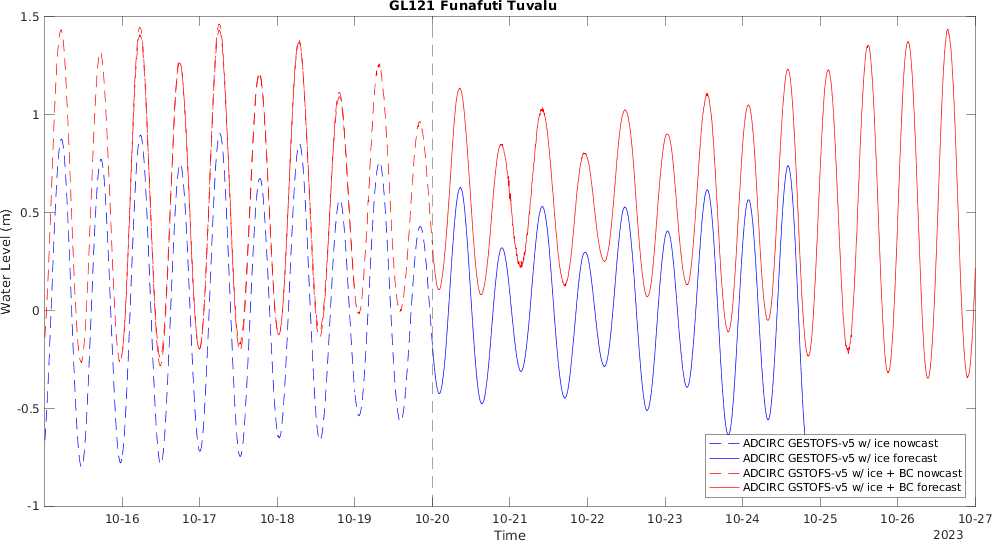 GL121 Funafuti Tuvalu
Water Level (m)
1.5
1
0.5
0
-0.5
-1
ADCIRC GESTOFS-v5 w/ ice nowcast
ADCIRC GESTOFS-v5 w/ ice forecast
ADCIRC GSTOFS-v5 w/ ice + BC nowcast
ADCIRC GSTOFS-v5 w/ ice + BC forecast
10-16 10-17 10-18 10-19 10-20 10-21 10-22 10-23 10-24 10-25 10-26 10-27
Time
2023